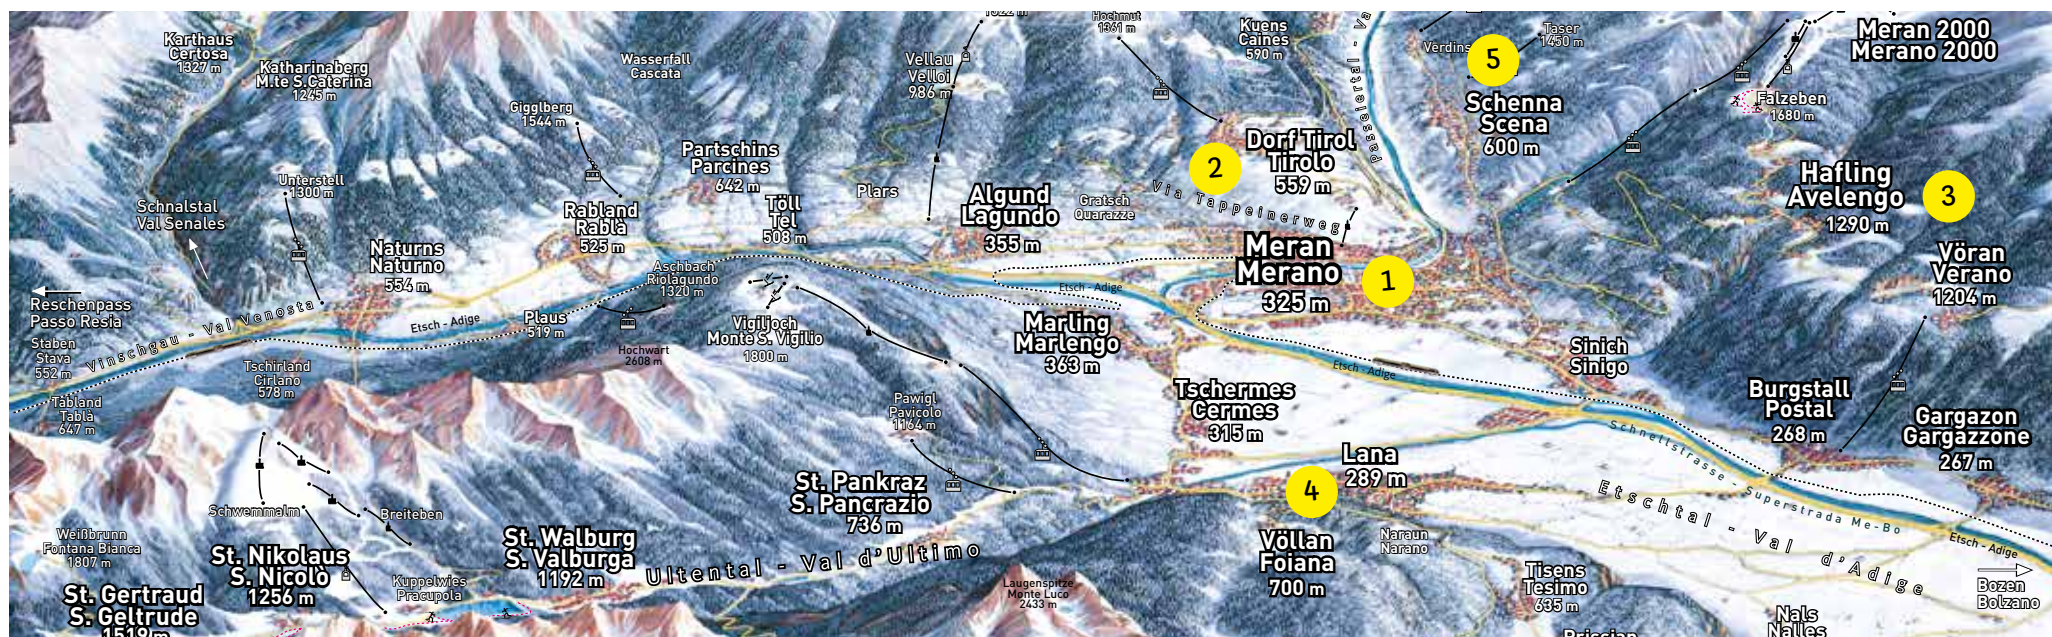 Karthaus
Certosa
1327 m
Katharinaberg
M.te S.Caterina
1245 m
Wasserfall
Cascata
Gigglberg
1544 m
Vellau
Velloi
986 m
Hochmut
1361 m
Kuens
Caines
590 m
Passeiertal - Va
Verdins
5
Taser
1450 m
Meran 2000
Merano 2000
Schenna
Scena
600 m
Falzeben
1680 m
Unterstell
1300 m
Schnalstal
Val Senales
Partschins
Parcines
642 m
Plars
Rabland
Rablà
525 m
Töll
Tel
508 m
Algund
Lagundo
355 m
Gratsch
Quarazze
2
Dorf Tirol
Tirolo
559 m
Via Tappeinerweg
Hafling
Avelengo
1290 m
3
Vöran
Verano
1204 m
Naturns
Naturno
554 m
Aschbach
Riolagundo
1320 m
Meran
Merano
325 m
1
Etsch - Adige
Reschenpass
Passo Resia
Vinschgau - Val Venosta
Staben
Stava
552 m
Etsch - Adige
Plaus
519 m
Vigiljoch
Monte S. Vigilio
1800 m
Hochwart
2608 m
Marling
Marlengo
363 m
Sinich
Sinigo
Etsch - Adige
Tschirland
Cirlano
578 m
Tabland
Tablà
647 m
Pawigl
Pavicolo
1164 m
Tschermes
Cermes
315 m
Burgstall
Postal
268 m
Gargazon
Gargazzone
267 m
Schnellstrasse - Superstrada Me-Bo
Lana
289 m
4
St. Pankraz
S. Pancrazio
736 m
Etschtal - Val d'Adige
Etsch - Adige
Schwemmalm
Breiteben
Weißbrunn
Fontana Bianca
1807 m
St. Nikolaus
S. Nicolò
1256 m
St. Walburg
S. Valburga
1192 m
Ultental - Val d'Ultimo
Völlan
Foiana
700 m
Naraun
Narano
Kuppelwies
Pracupola
Laugenspitze
Monte Luco
2433 m
Tisens
Tesimo
635 m
Bozen
Bolzano
St. Gertraud
S. Geltrude
1519 m
Nals
Nalles
Prissian